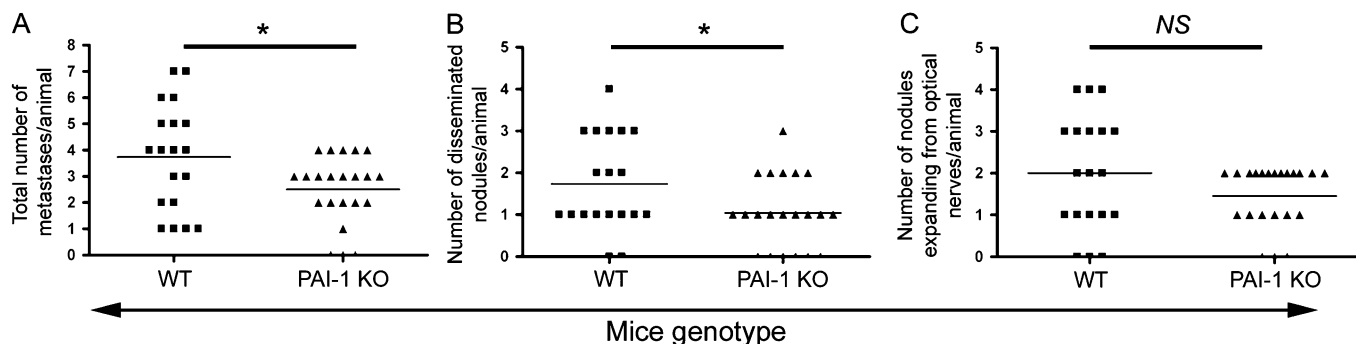 A
*
Total number of
metastases/animal
8
7
6
5
4
3
2
1
0
WT
PAI-1 KO
B
*
Number of disseminated
nodules/animal
5
4
3
2
1
0
WT
PAI-1 KO
C
NS
Number of nodules
expanding from optical
nerves/animal
5
4
3
2
1
0
WT
PAI-1 KO
Mice genotype